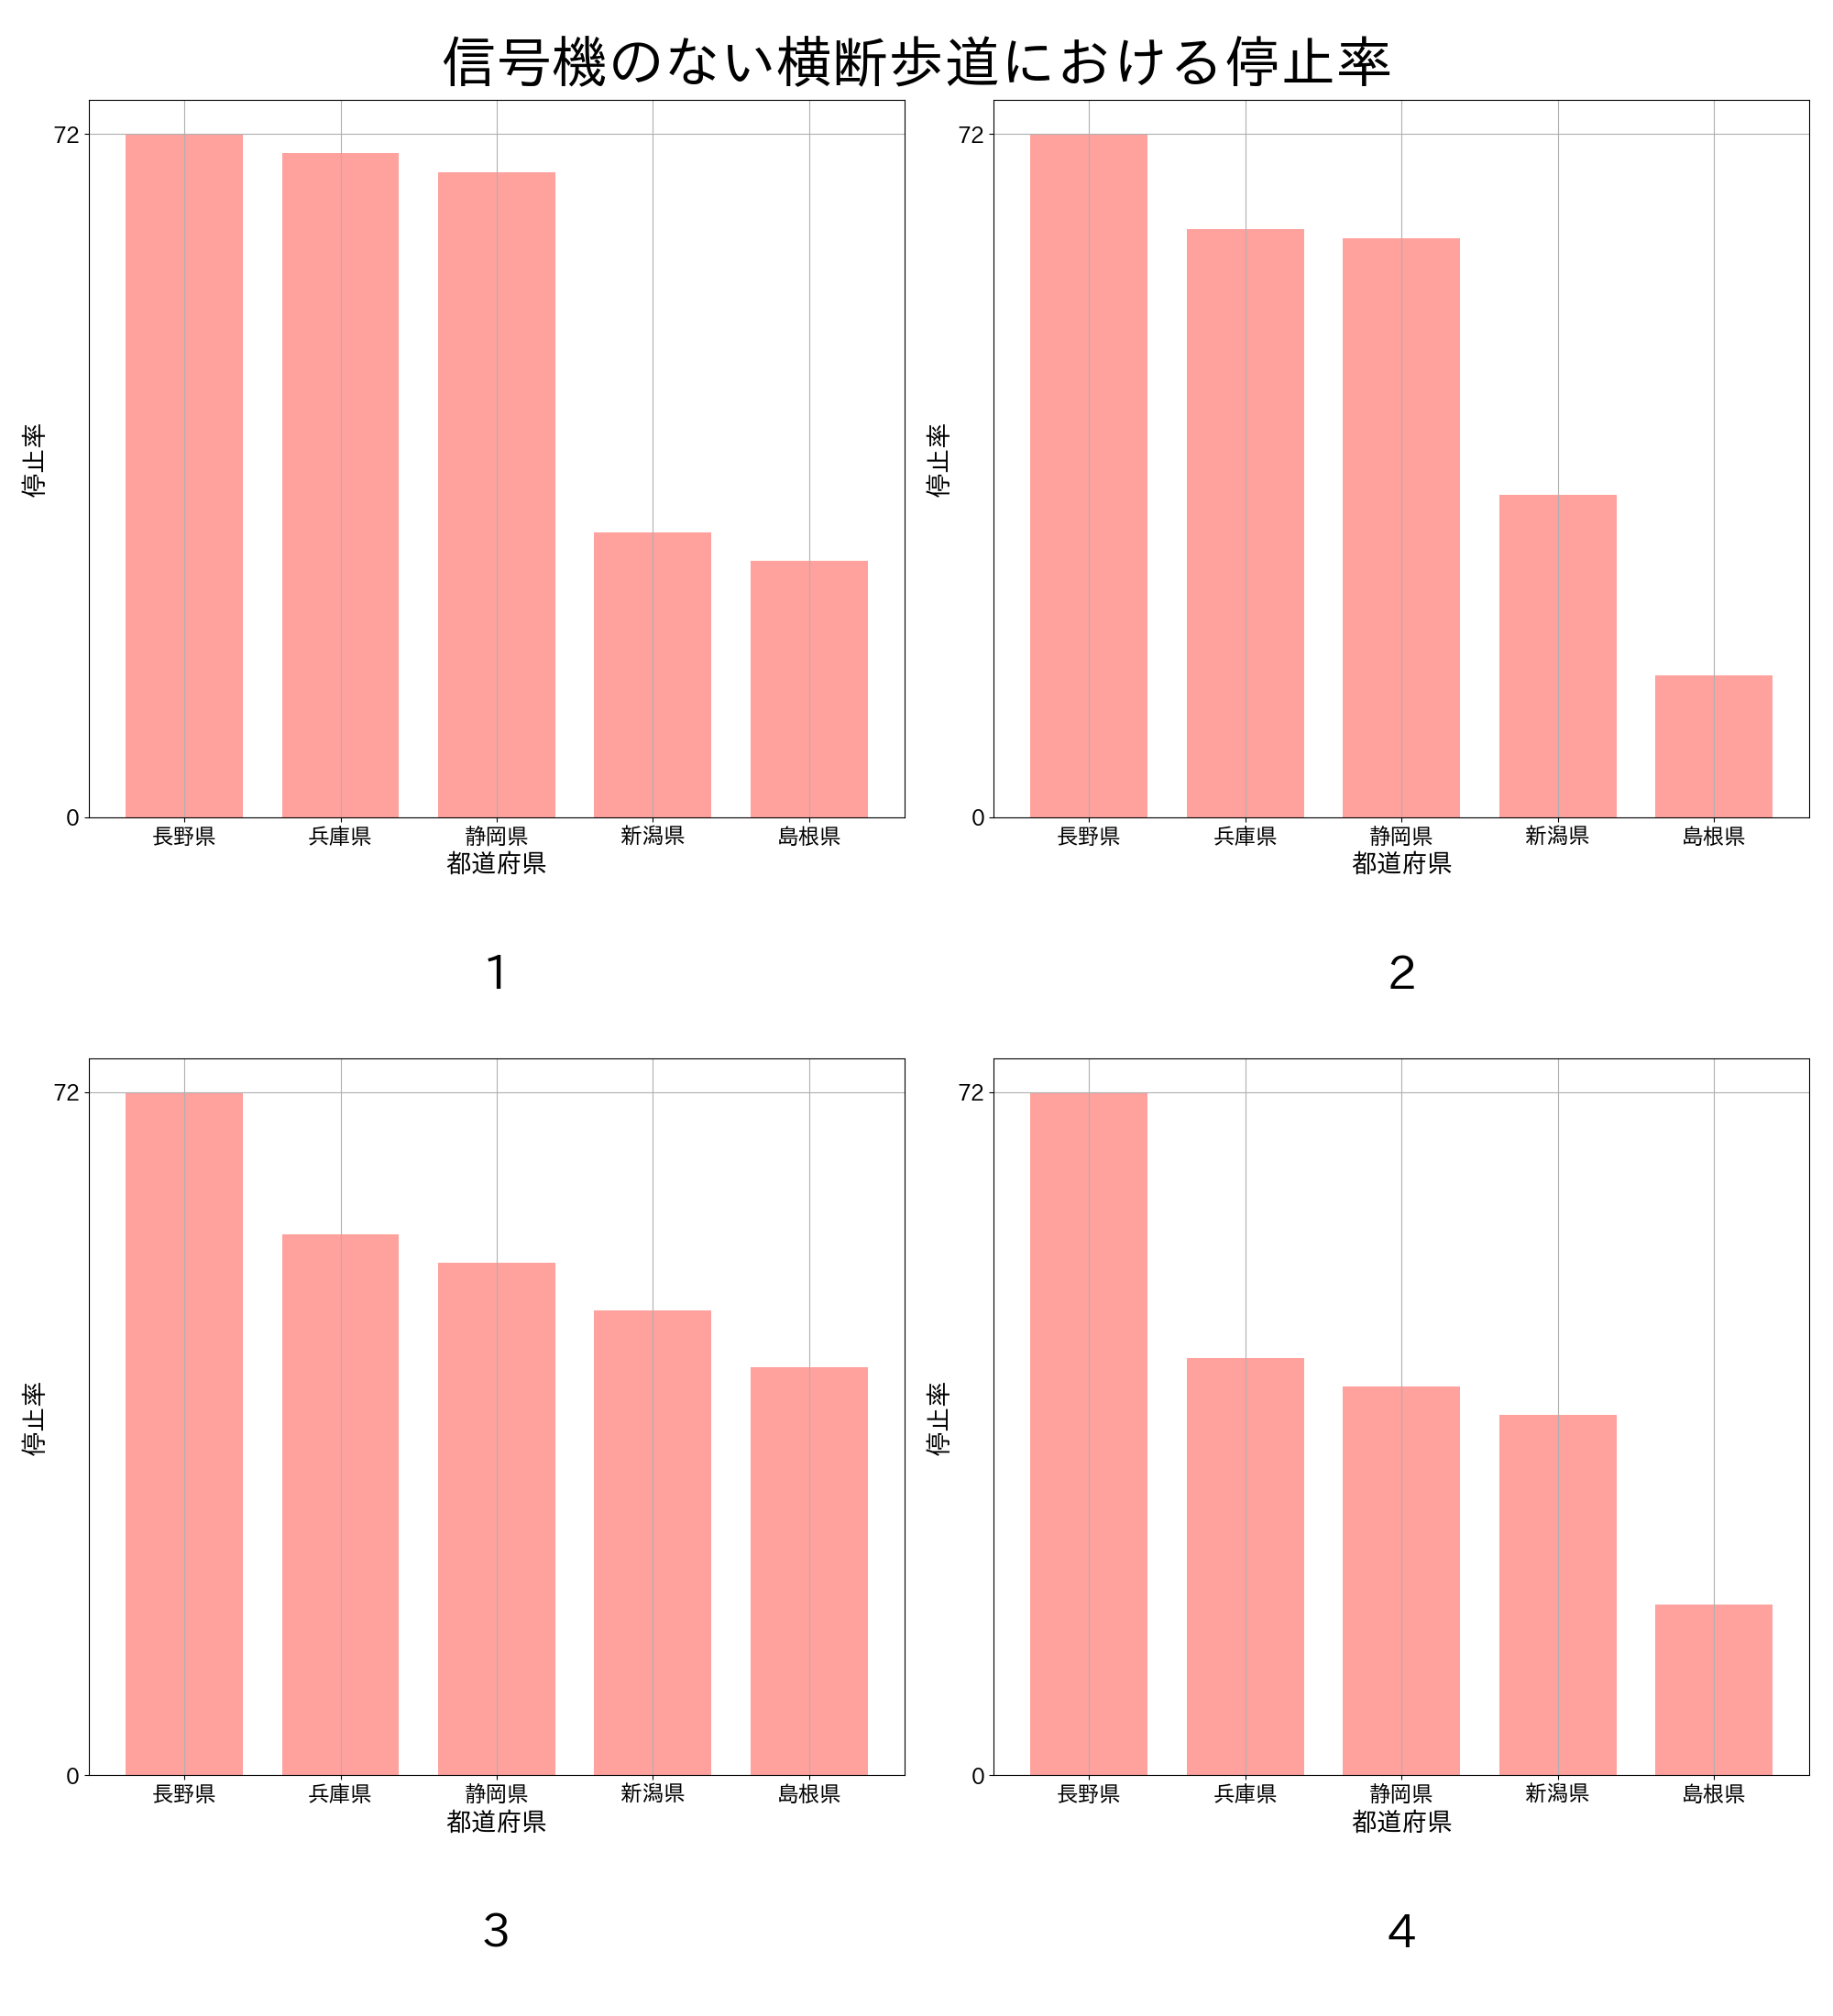 信号機のない横断歩道における停止率
72
0
停止率
長野県 兵庫県 静岡県 新潟県 島根県
都道府県
1
72
0
停止率
長野県 兵庫県 静岡県 新潟県 島根県
都道府県
2
72
0
停止率
長野県 兵庫県 静岡県 新潟県 島根県
都道府県
3
72
0
停止率
長野県 兵庫県 静岡県 新潟県 島根県
都道府県
4